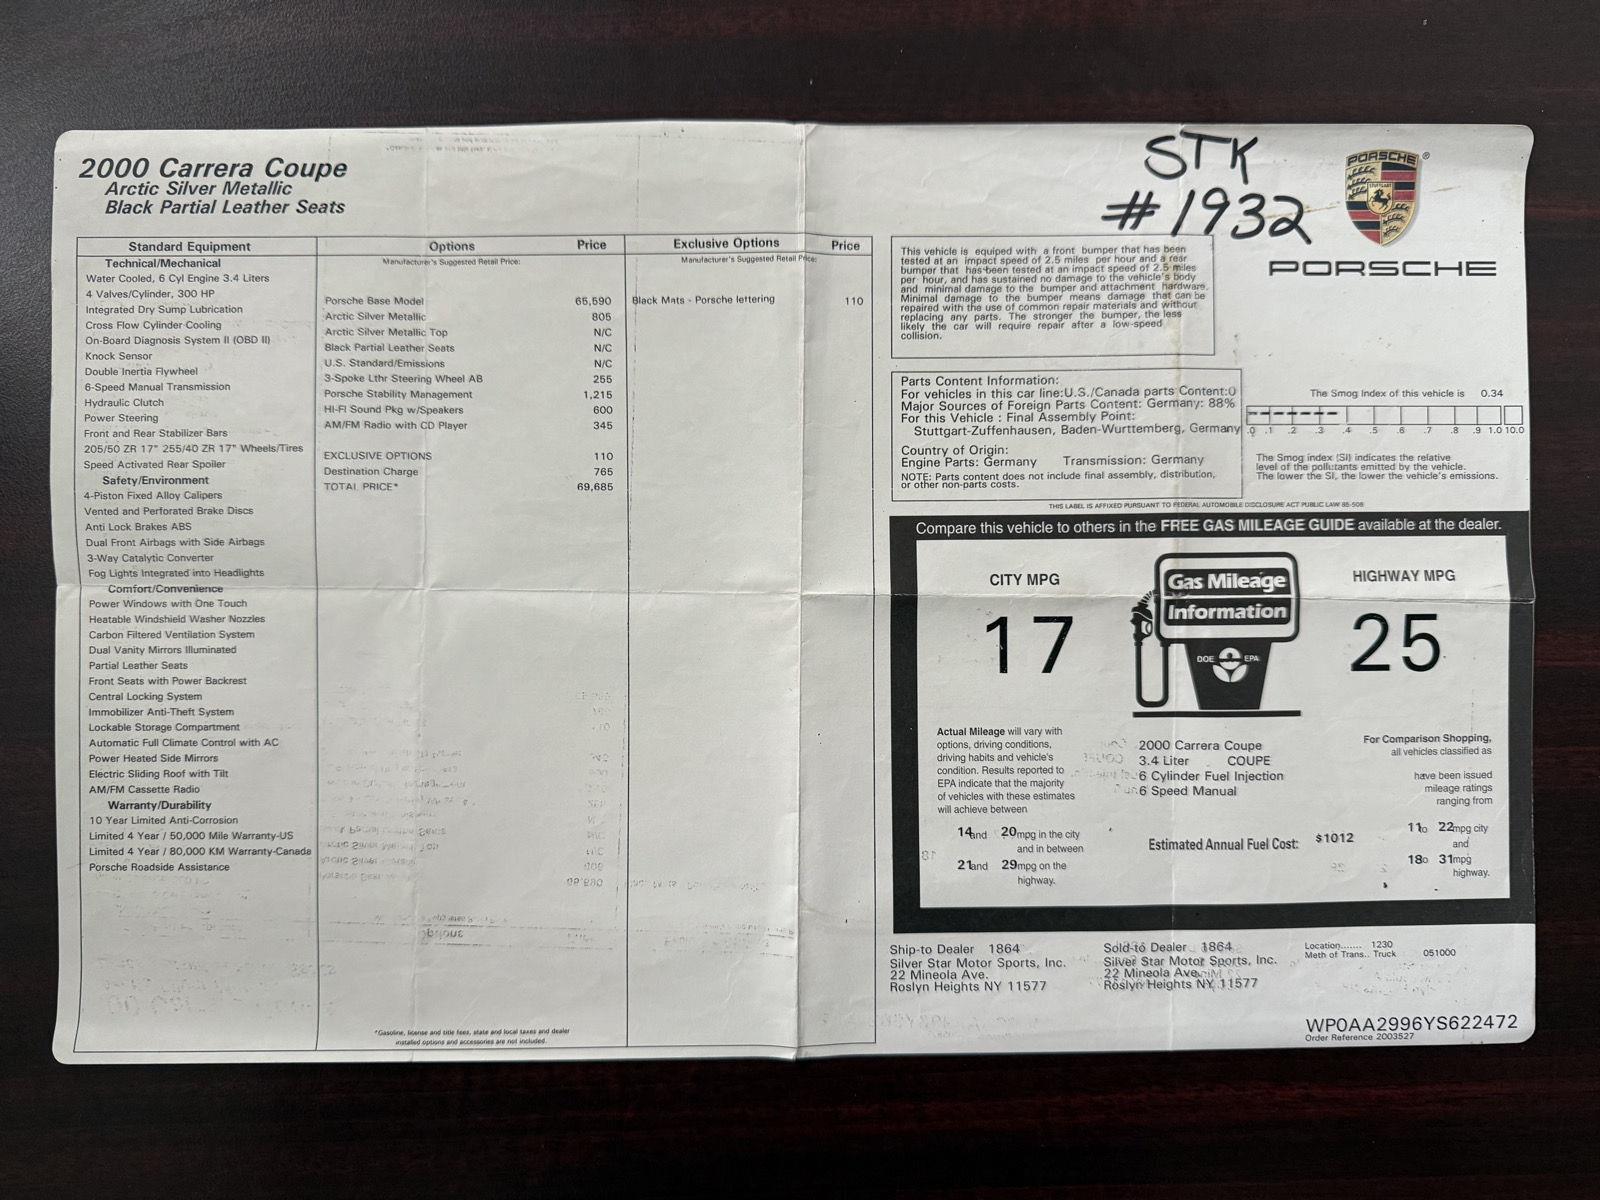 2000 Carrera Coupe
Arctic Silver Metallic
Black Partial Leather Seats
Standard Equipment
Technical/Mechanical
Water Cooled, 6 Cyl Engine 3.4 Liters
4 Valves/Cylinder, 300 HP
Integrated Dry Sump Lubrication
Cross Flow Cylinder Cooling
On-Board Diagnosis System II (OBD II)
Knock Sensor
Double Inertia Flywheel
6-Speed Manual Transmission
Hydraulic Clutch
Power Steering
Front and Rear Stabilizer Bars
205/50 ZR 17" 255/40 ZR 17" Wheels/Tires
Speed Activated Rear Spoiler
Safety/Environment
4-Piston Fixed Alloy Calipers
Vented and Perforated Brake Discs
Anti Lock Brakes ABS
Dual Front Airbags with Side Airbags
3-Way Catalytic Converter
Fog Lights Integrated into Headlights
Comfort/Convenience
Power Windows with One Touch
Heatable Windshield Washer Nozzles
Carbon Filtered Ventilation System
Dual Vanity Mirrors Illuminated
Partial Leather Seats
Front Seats with Power Backrest
Central Locking System
Immobilizer Anti-Theft System
Lockable Storage Compartment
Automatic Full Climate Control with AC
Power Heated Side Mirrors
Electric Sliding Roof with Tilt
AM/FM Cassette Radio
Warranty/Durability
10 Year Limited Anti-Corrosion
Limited 4 Year / 50,000 Mile Warranty-US
Limited 4 Year / 80,000 KM Warranty-Canada
Porsche Roadside Assistance
Options Price
Manufacturer's Suggested Retail Price:
Porsche Base Model 65,590
Arctic Silver Metallic 805
Arctic Silver Metallic Top N/C
Black Partial Leather Seats N/C
U.S. Standard/Emissions N/C
3-Spoke Lthr Steering Wheel AB 255
Porsche Stability Management 1,215
HI-FI Sound Pkg w/Speakers 600
AM/FM Radio with CD Player 345
EXCLUSIVE OPTIONS 110
Destination Charge 765
TOTAL PRICE* 69,685
*Gasoline, license and title fees, state and local taxes and dealer
installed options and accessories are not included.
Exclusive Options Price
Manufacturer's Suggested Retail Price:
Black Mats - Porsche lettering 110
STK
#1932
PORSCHE ®
STUTTGART
PORSCHE
This vehicle is equiped with a front bumper that has been
tested at an impact speed of 2.5 miles per hour and a rear
bumper that has been tested at an impact speed of 2.5 miles
per hour, and has sustained no damage to the vehicle's body
and minimal damage to the bumper and attachment hardware.
Minimal damage to the bumper means damage that can be
repaired with the use of common repair materials and without
replacing any parts. The stronger the bumper, the less
likely the car will require repair after a low-speed
collision.
Parts Content Information:
For vehicles in this car line:U.S./Canada parts Content:0
Major Sources of Foreign Parts Content: Germany: 88%
For this Vehicle : Final Assembly Point:
Stuttgart-Zuffenhausen, Baden-Wurttemberg, Germany
Country of Origin:
Engine Parts: Germany Transmission: Germany
NOTE: Parts content does not include final assembly, distribution,
or other non-parts costs.
The Smog Index of this vehicle is 0.34
.0 .1 .2 .3 .4 .5 .6 .7 .8 .9 1.0 10.0
The Smog Index (SI) indicates the relative
level of the pollutants emitted by the vehicle.
The lower the SI, the lower the vehicle's emissions.
THIS LABEL IS AFFIXED PURSUANT TO FEDERAL AUTOMOBILE DISCLOSURE ACT PUBLIC LAW 85-506
Compare this vehicle to others in the FREE GAS MILEAGE GUIDE available at the dealer.
CITY MPG
17
Gas Mileage
Information
DOE EPA
HIGHWAY MPG
25
Actual Mileage will vary with
options, driving conditions,
driving habits and vehicle's
condition. Results reported to
EPA indicate that the majority
of vehicles with these estimates
will achieve between
14and 20mpg in the city
and in between
21and 29mpg on the
highway.
2000 Carrera Coupe
3.4 Liter COUPE
6 Cylinder Fuel Injection
6 Speed Manual
Estimated Annual Fuel Cost: $1012
For Comparison Shopping,
all vehicles classified as
have been issued
mileage ratings
ranging from
11to 22mpg city
and
18o 31mpg
highway.
Ship-to Dealer 1864
Silver Star Motor Sports, Inc.
22 Mineola Ave.
Roslyn Heights NY 11577
Sold-to Dealer 1864
Silver Star Motor Sports, Inc.
22 Mineola Ave.
Roslyn Heights NY 11577
Location....... 1230
Meth of Trans.. Truck 051000
WP0AA2996YS622472
Order Reference 2003527